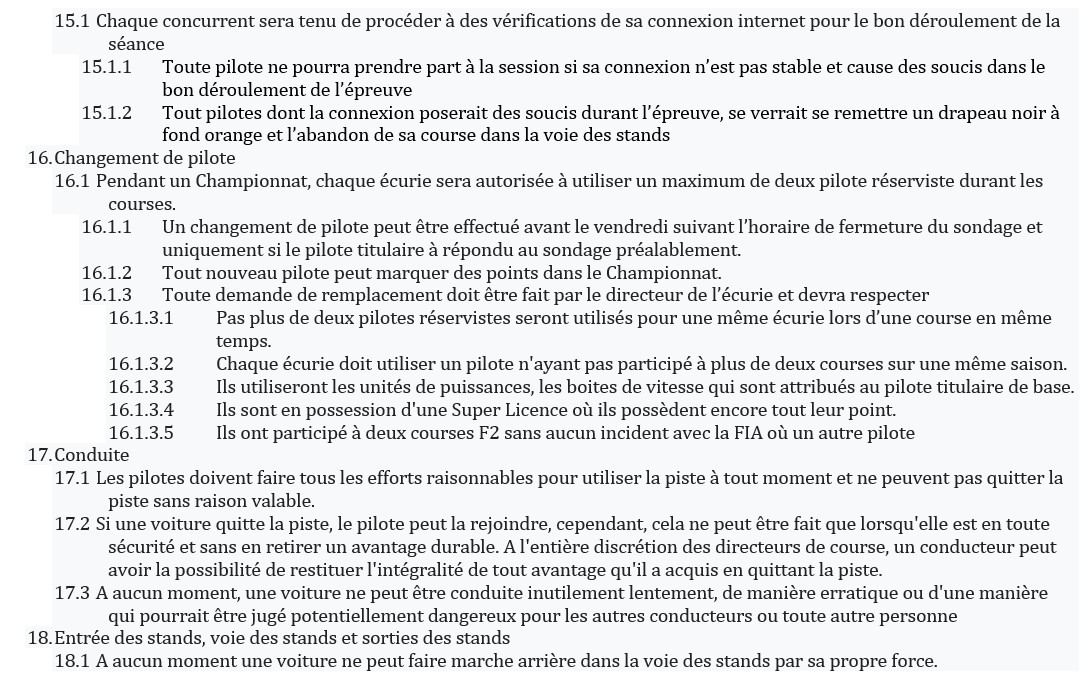 15.1 Chaque concurrent sera tenu de procéder à des vérifications de sa connexion internet pour le bon déroulement de la
séance
15.1.1 Toute pilote ne pourra prendre part à la session si sa connexion n’est pas stable et cause des soucis dans le
bon déroulement de l’épreuve
15.1.2 Tout pilotes dont la connexion poserait des soucis durant l’épreuve, se verrait se remettre un drapeau noir à
fond orange et l’abandon de sa course dans la voie des stands
16. Changement de pilote
16.1 Pendant un Championnat, chaque écurie sera autorisée à utiliser un maximum de deux pilote réserviste durant les
courses.
16.1.1 Un changement de pilote peut être effectué avant le vendredi suivant l’horaire de fermeture du sondage et
uniquement si le pilote titulaire à répondu au sondage préalablement.
16.1.2 Tout nouveau pilote peut marquer des points dans le Championnat.
16.1.3 Toute demande de remplacement doit être fait par le directeur de l’écurie et devra respecter
16.1.3.1 Pas plus de deux pilotes réservistes seront utilisés pour une même écurie lors d’une course en même
temps.
16.1.3.2 Chaque écurie doit utiliser un pilote n'ayant pas participé à plus de deux courses sur une même saison.
16.1.3.3 Ils utiliseront les unités de puissances, les boites de vitesse qui sont attribués au pilote titulaire de base.
16.1.3.4 Ils sont en possession d'une Super Licence où ils possèdent encore tout leur point.
16.1.3.5 Ils ont participé à deux courses F2 sans aucun incident avec la FIA où un autre pilote
17. Conduite
17.1 Les pilotes doivent faire tous les efforts raisonnables pour utiliser la piste à tout moment et ne peuvent pas quitter la
piste sans raison valable.
17.2 Si une voiture quitte la piste, le pilote peut la rejoindre, cependant, cela ne peut être fait que lorsqu'elle est en toute
sécurité et sans en retirer un avantage durable. A l'entière discrétion des directeurs de course, un conducteur peut
avoir la possibilité de restituer l'intégralité de tout avantage qu'il a acquis en quittant la piste.
17.3 A aucun moment, une voiture ne peut être conduite inutilement lentement, de manière erratique ou d'une manière
qui pourrait être jugé potentiellement dangereux pour les autres conducteurs ou toute autre personne
18. Entrée des stands, voie des stands et sorties des stands
18.1 A aucun moment une voiture ne peut faire marche arrière dans la voie des stands par sa propre force.